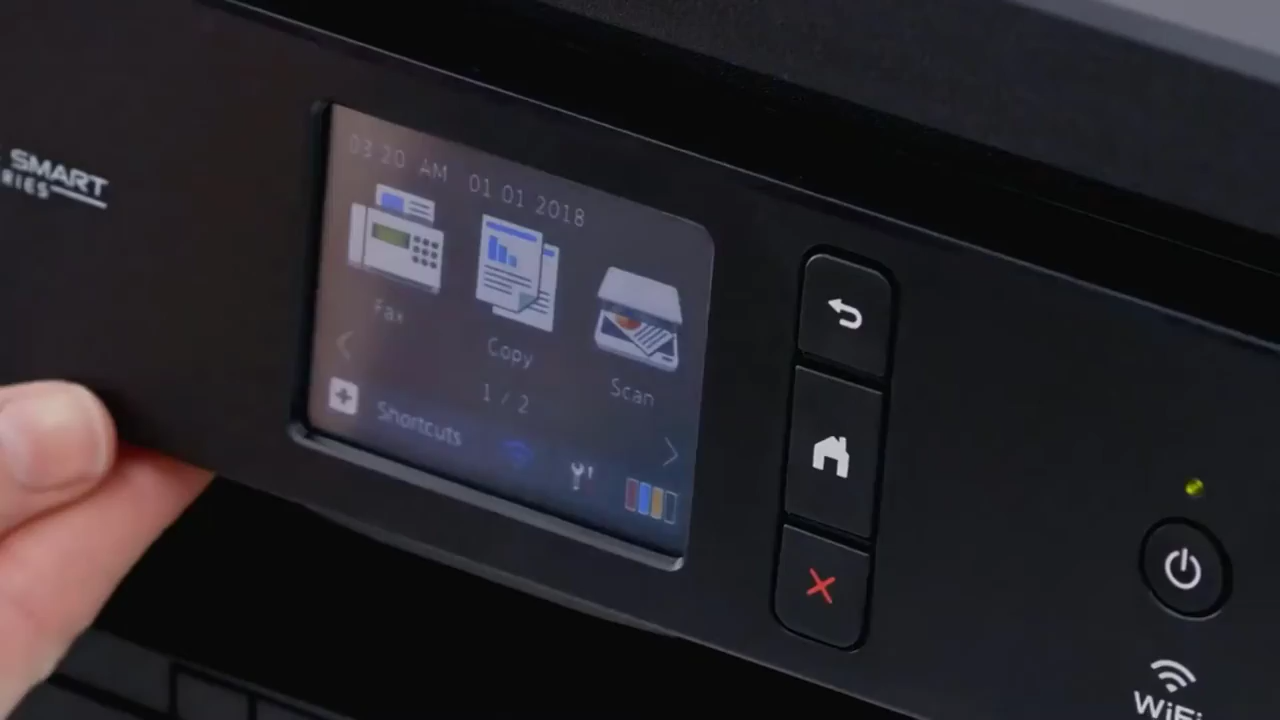 SMART
RIES
03 20 AM 01 01 2018
Fax
Copy
Scan
1 / 2
Shortcuts
WiFi